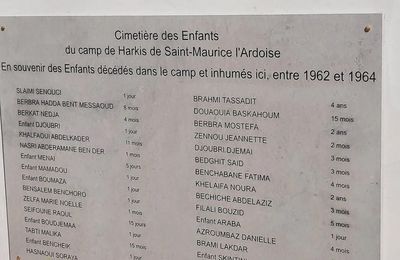 Cimetière des Enfants
du camp de Harkis de Saint-Maurice l'Ardoise
En souvenir des Enfants décédés dans le camp et inhumés ici, entre 1962 et 1964
SLAIMI SENOUCI 1 jour
BERBRA HADDA BENT MESSAOUD 5 mois
BERKAT NEDJA 4 mois
Enfant DJOUBRI 1 jour
KHALFAOUI ABDELKADER 11 mois
NASRI ABDERAMANE BEN DER
Enfant MENAI 1 mois
Enfant MAMADOU 5 jours
Enfant BOUMAZA 1 jour
BENSALEM BENCHORO 1 jour
ZELFA MARIE NOELLE 1 jour
SEIFOUNE RAOUL 1 mois
Enfant BOUDJEMAA 15 jours
TABTI MALIKA 1 jour
Enfant BENCHEIK 15 mois
HASNAOUI SORAYA 1 jour
BRAHMI TASSADIT 4 ans
DOUAOUIA BASKAHOUM 15 mois
BERBRA MOSTEFA 2 ans
ZENNOU JEANNETTE 2 ans
DJOUBRI DJEMAI 2 mois
BEDGHIT SAID 1 mois
BENCHABANE FATIMA 3 mois
KHELAIFA NOURA 4 mois
BECHICHE ABDELAZIZ 2 ans
FILALI BOUZID 3 mois
Enfant ARABA 5 mois
AZROUMBAZ DANIELLE 1 jour
BRAMI LAKDAR 4 mois
Enfant